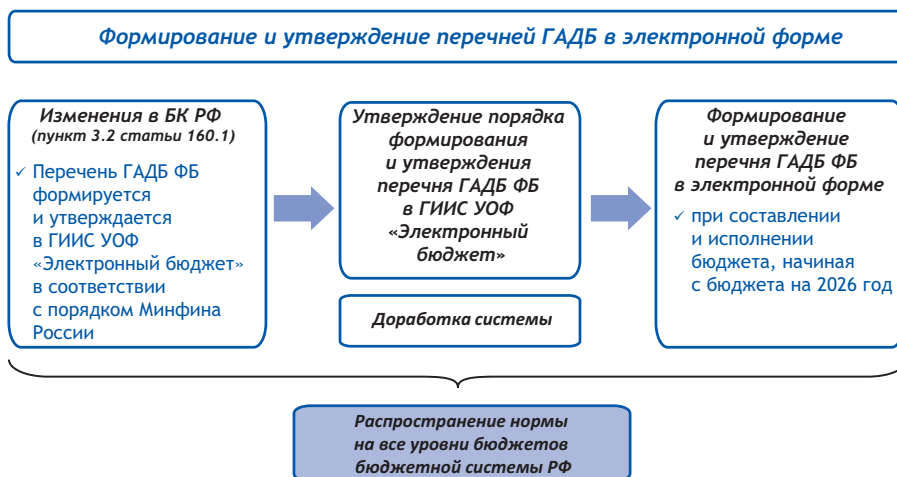 Формирование и утверждение перечней ГАДБ в электронной форме
Изменения в БК РФ
(пункт 3.2 статьи 160.1)
✓ Перечень ГАДБ ФБ
формируется
и утверждается
в ГИИС УОФ
«Электронный бюджет»
в соответствии
с порядком Минфина
России
Утверждение порядка
формирования
и утверждения
перечня ГАДБ ФБ
в ГИИС УОФ
«Электронный
бюджет»
Доработка системы
Формирование
и утверждение
перечня ГАДБ ФБ
в электронной форме
✓ при составлении
и исполнении
бюджета, начиная
с бюджета на 2026 год
Распространение нормы
на все уровни бюджетов
бюджетной системы РФ